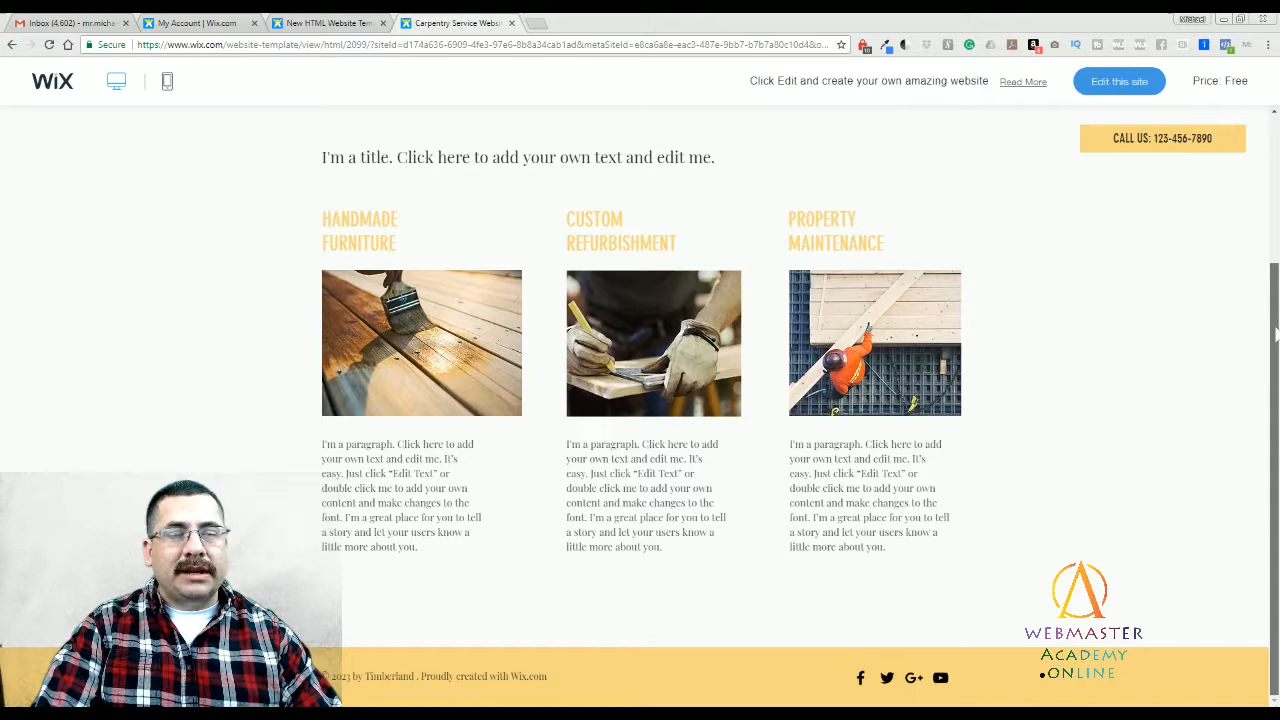 Inbox (4,602) - mr.micha
My Account | Wix.com
New HTML Website Tem
Carpentry Service Websi
Michael
Secure
https://www.wix.com/website-template/view/html/2099/?siteId=d174a636-6909-4fe3-97e6-8b8a34cab1ad&metaSiteId=e8ca6a8e-eac3-487e-9bb7-b7b7a80c10d4&o...
WiX
Click Edit and create your own amazing website
Read More
Edit this site
Price: Free
CALL US: 123-456-7890
I'm a title. Click here to add your own text and edit me.
HANDMADE
FURNITURE
I'm a paragraph. Click here to add
your own text and edit me. It's
easy. Just click “Edit Text” or
double click me to add your own
content and make changes to the
font. I'm a great place for you to tell
a story and let your users know a
little more about you.
CUSTOM
REFURBISHMENT
I'm a paragraph. Click here to add
your own text and edit me. It's
easy. Just click “Edit Text” or
double click me to add your own
content and make changes to the
font. I'm a great place for you to tell
a story and let your users know a
little more about you.
PROPERTY
MAINTENANCE
I'm a paragraph. Click here to add
your own text and edit me. It's
easy. Just click “Edit Text” or
double click me to add your own
content and make changes to the
font. I'm a great place for you to tell
a story and let your users know a
little more about you.
WEBMASTER
ACADEMY
.ONLINE
© 2023 by Timberland . Proudly created with Wix.com